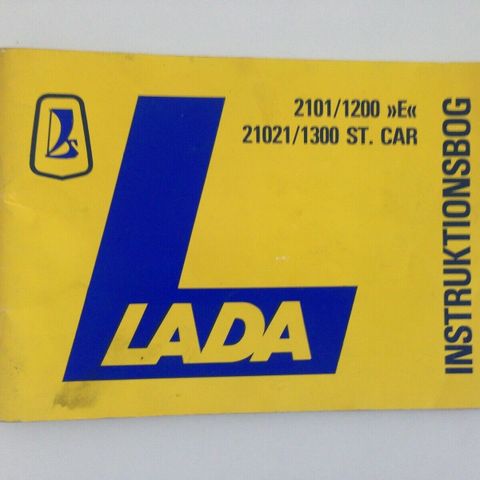 2101/1200 »E«
21021/1300 ST. CAR
INSTRUKTIONSBOG
LADA